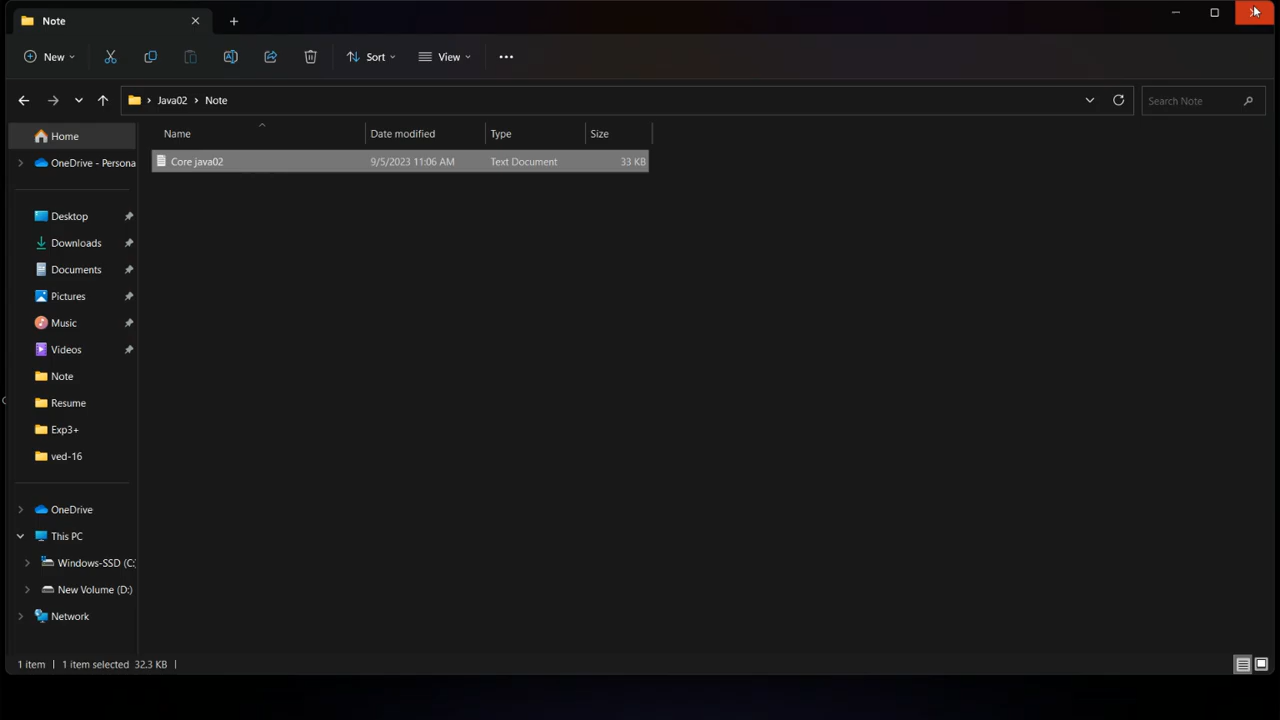 Note
New Sort View
Java02 Note Search Note
Name Date modified Type Size
Core java02 9/5/2023 11:06 AM Text Document 33 KB
Home
OneDrive - Persona
Desktop
Downloads
Documents
Pictures
Music
Videos
Note
Resume
Exp3+
ved-16
OneDrive
This PC
Windows-SSD (C:
New Volume (D:)
Network
1 item 1 item selected 32.3 KB